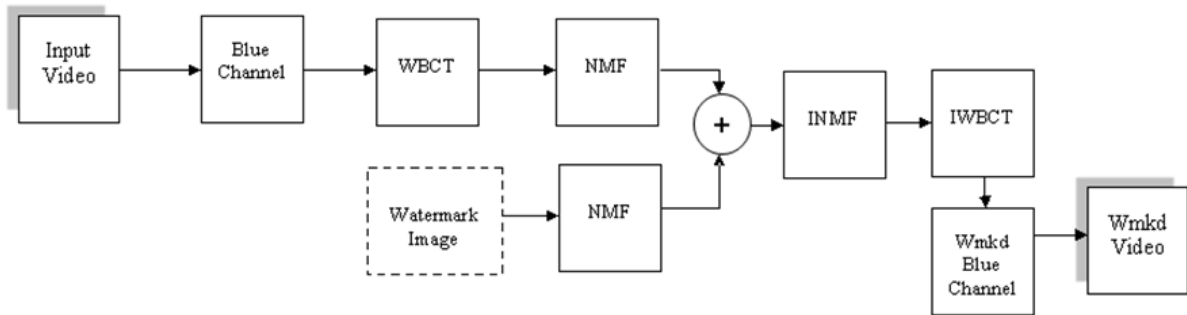 Input
Video
Blue
Channel
WBCT
NMF
+
INMF
IWBCT
Watermark
Image
NMF
Wmkd
Blue
Channel
Wmkd
Video